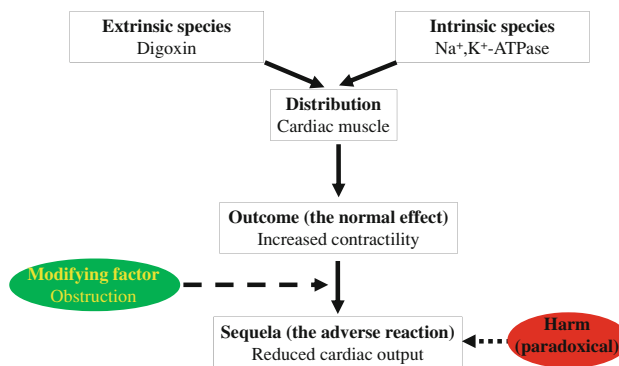 Extrinsic species
Digoxin
Intrinsic species
Na⁺,K⁺-ATPase
Distribution
Cardiac muscle
Outcome (the normal effect)
Increased contractility
Modifying factor
Obstruction
Sequela (the adverse reaction)
Reduced cardiac output
Harm
(paradoxical)